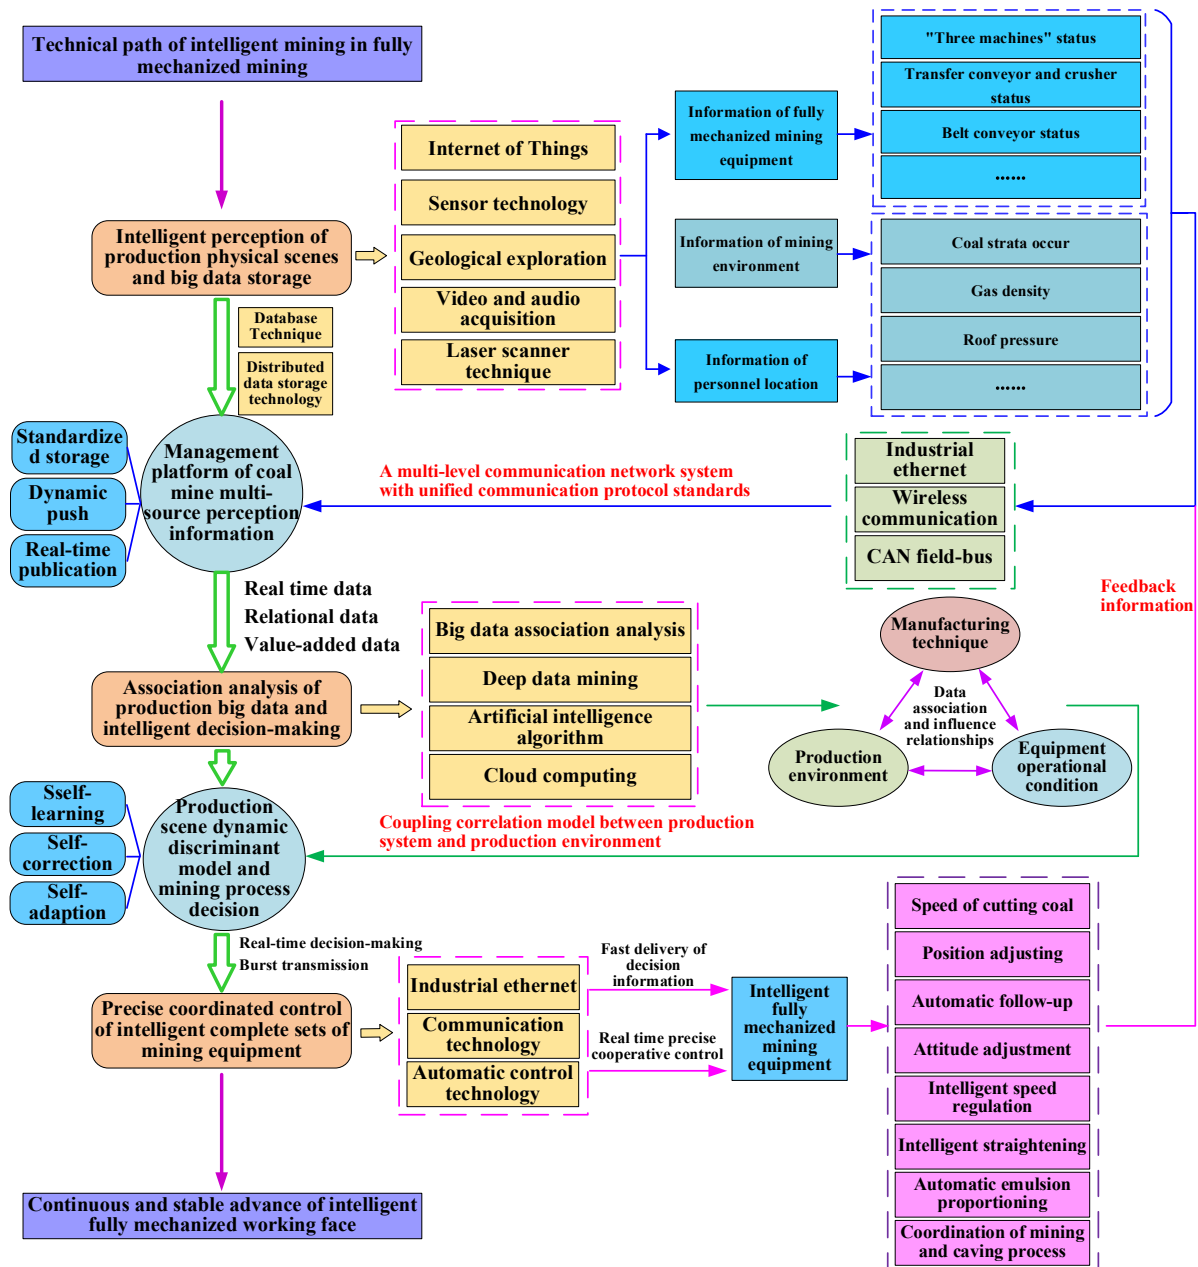 Technical path of intelligent mining in fully
mechanized mining
Intelligent perception of
production physical scenes
and big data storage
Database
Technique
Distributed
data storage
technology
Internet of Things
Sensor technology
Geological exploration
Video and audio
acquisition
Laser scanner
technique
Information of fully
mechanized mining
equipment
Information of mining
environment
Information of
personnel location
"Three machines" status
Transfer conveyor and crusher
status
Belt conveyor status
......
Coal strata occur
Gas density
Roof pressure
......
Standardize
d storage
Dynamic
push
Real-time
publication
Management
platform of coal
mine multi-
source perception
information
A multi-level communication network system
with unified communication protocol standards
Industrial
ethernet
Wireless
communication
CAN field-bus
Feedback
information
Real time data
Relational data
Value-added data
Association analysis of
production big data and
intelligent decision-making
Big data association analysis
Deep data mining
Artificial intelligence
algorithm
Cloud computing
Manufacturing
technique
Data
association
and influence
relationships
Production
environment
Equipment
operational
condition
Coupling correlation model between production
system and production environment
Sself-
learning
Self-
correction
Self-
adaption
Production
scene dynamic
discriminant
model and
mining process
decision
Real-time decision-making
Burst transmission
Precise coordinated control
of intelligent complete sets of
mining equipment
Industrial ethernet
Communication
technology
Automatic control
technology
Fast delivery of
decision
information
Real time precise
cooperative control
Intelligent
fully
mechanized
mining
equipment
Speed of cutting coal
Position adjusting
Automatic follow-up
Attitude adjustment
Intelligent speed
regulation
Intelligent straightening
Automatic emulsion
proportioning
Coordination of mining
and caving process
Continuous and stable advance of intelligent
fully mechanized working face